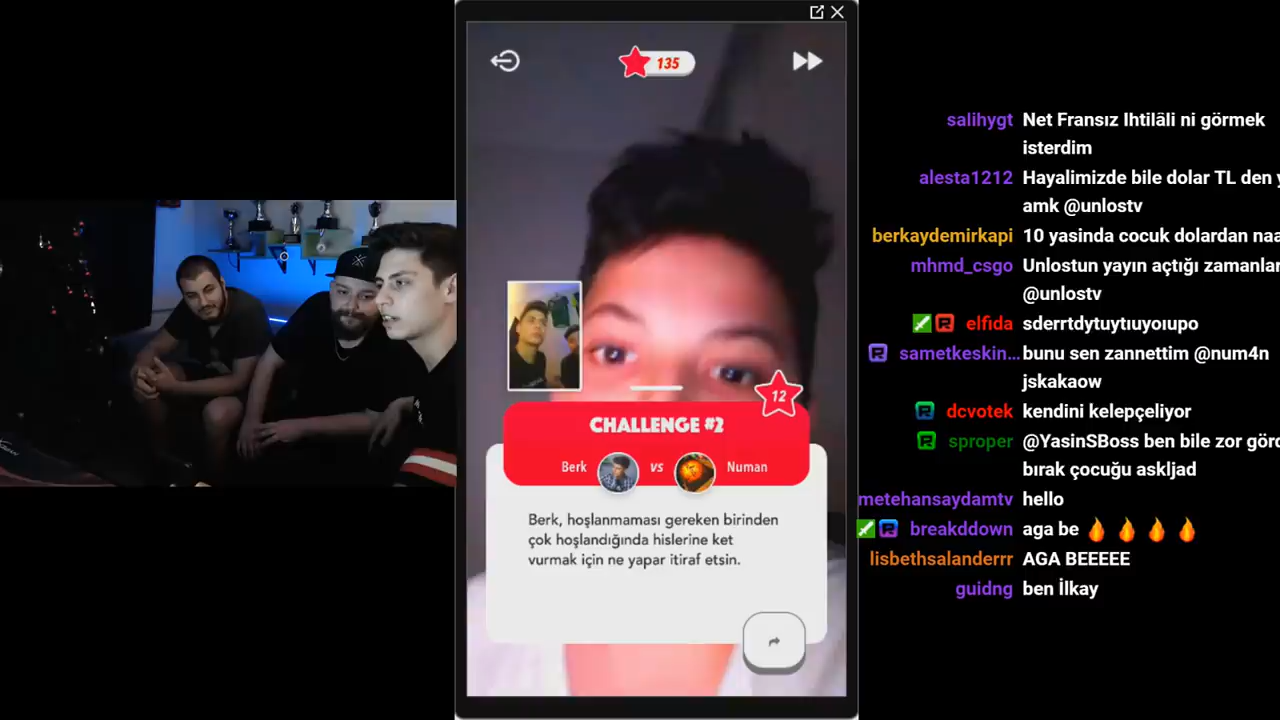 135
12
CHALLENGE #2
Berk vs Numan
Berk, hoşlanmaması gereken birinden
çok hoşlandığında hislerine ket
vurmak için ne yapar itiraf etsin.
salihygt Net Fransız Ihtilâli ni görmek
isterdim
alesta1212 Hayalimizde bile dolar TL den
amk @unlostv
berkaydemirkapi 10 yasinda cocuk dolardan
mhmd_csgo Unlostun yayın açtığı
@unlostv
elfida sderrtdytuytıuyoıupo
sametkeskin... bunu sen zannettim @num4n
jskakaow
dcvotek kendini kelepçeliyor
sproper @YasinSBoss ben bile zor
bırak çocuğu askljad
metehansaydamtv hello
breakddown aga be 🔥 🔥 🔥 🔥
lisbethsalanderrr AGA BEEEEE
guidng ben İlkay